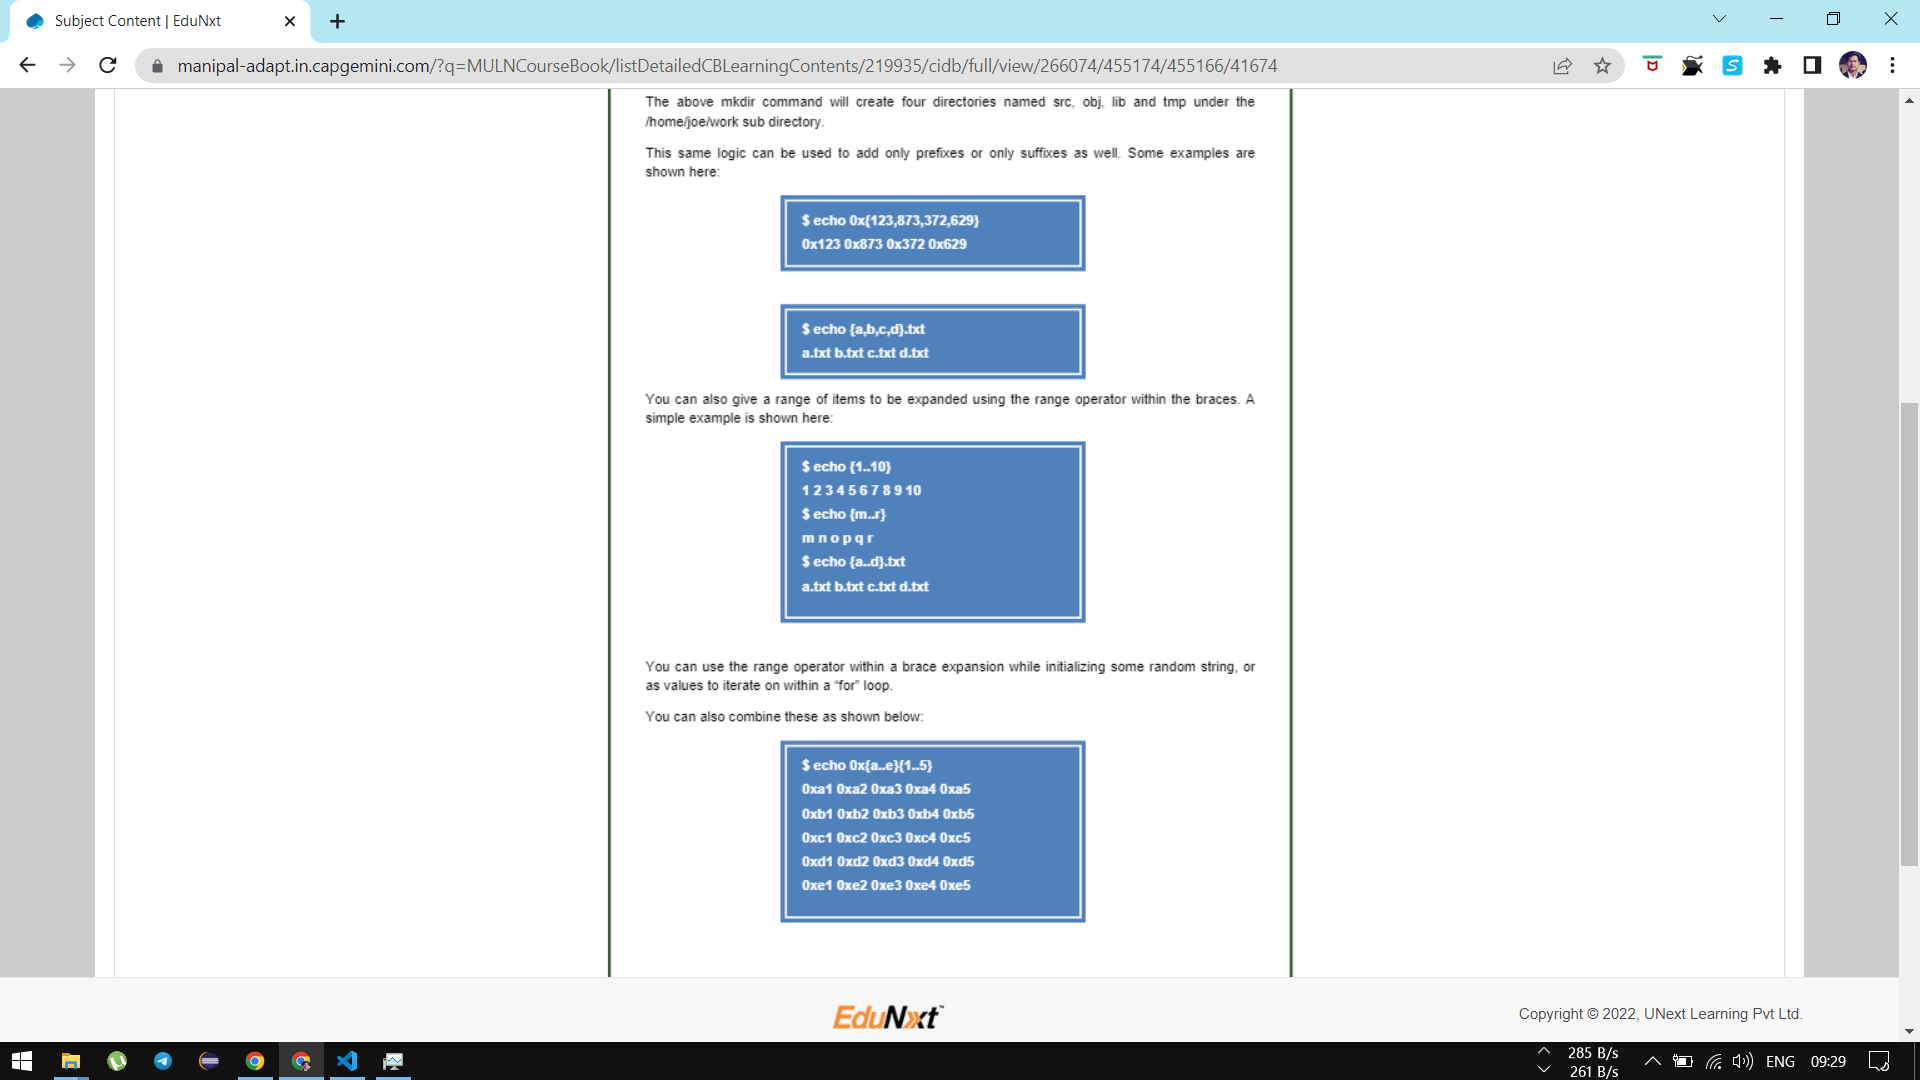 Subject Content | EduNxt
manipal-adapt.in.capgemini.com/?q=MULNCourseBook/listDetailedCBLearningContents/219935/cidb/full/view/266074/455174/455166/41674
The above mkdir command will create four directories named src, obj, lib and tmp under the
/home/joe/work sub directory.
This same logic can be used to add only prefixes or only suffixes as well. Some examples are
shown here:
$ echo 0x{123,873,372,629}
0x123 0x873 0x372 0x629
$ echo {a,b,c,d}.txt
a.txt b.txt c.txt d.txt
You can also give a range of items to be expanded using the range operator within the braces. A
simple example is shown here:
$ echo {1..10}
1 2 3 4 5 6 7 8 9 10
$ echo {m..r}
m n o p q r
$ echo {a..d}.txt
a.txt b.txt c.txt d.txt
You can use the range operator within a brace expansion while initializing some random string, or
as values to iterate on within a “for” loop.
You can also combine these as shown below:
$ echo 0x{a..e}{1..5}
0xa1 0xa2 0xa3 0xa4 0xa5
0xb1 0xb2 0xb3 0xb4 0xb5
0xc1 0xc2 0xc3 0xc4 0xc5
0xd1 0xd2 0xd3 0xd4 0xd5
0xe1 0xe2 0xe3 0xe4 0xe5
EduNxt™
Copyright © 2022, UNext Learning Pvt Ltd.
285 B/s
261 B/s
ENG
09:29